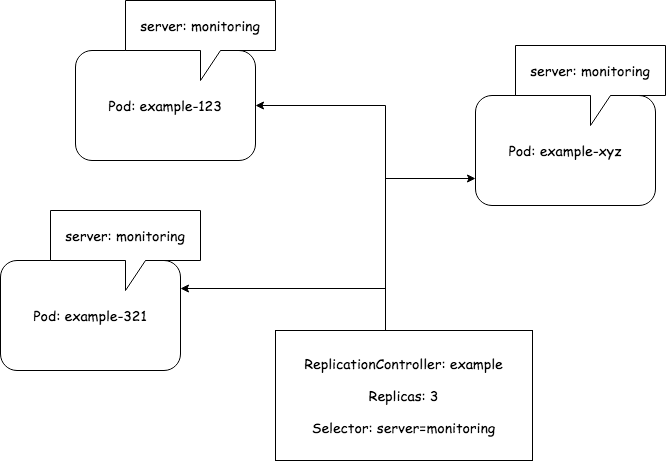 server: monitoring
Pod: example-123
server: monitoring
Pod: example-xyz
server: monitoring
Pod: example-321
ReplicationController: example
Replicas: 3
Selector: server=monitoring